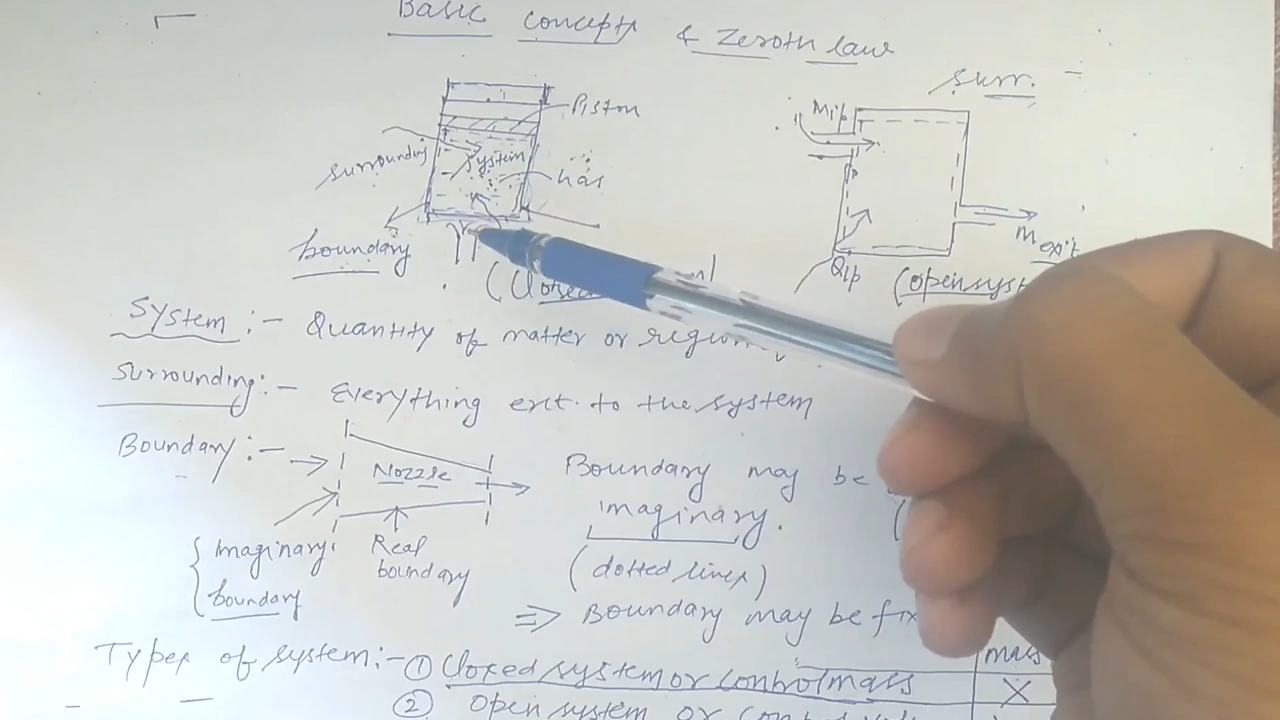 Basic concepts & Zeroth law
surr.
Piston
Mi/p
surrounding
system
Gas
boundary
Mexit
Qi/p
(closed
(open syst
System :- Quantity of matter or region
Surrounding :- Everything ext. to the system
Boundary :-
Nozzle
Boundary may be
imaginary.
{ Imaginary boundary
Real boundary
(dotted lines)
⇒ Boundary may be fix
Types of system :- ① Closed system or control mass
mass
X
② Open system or